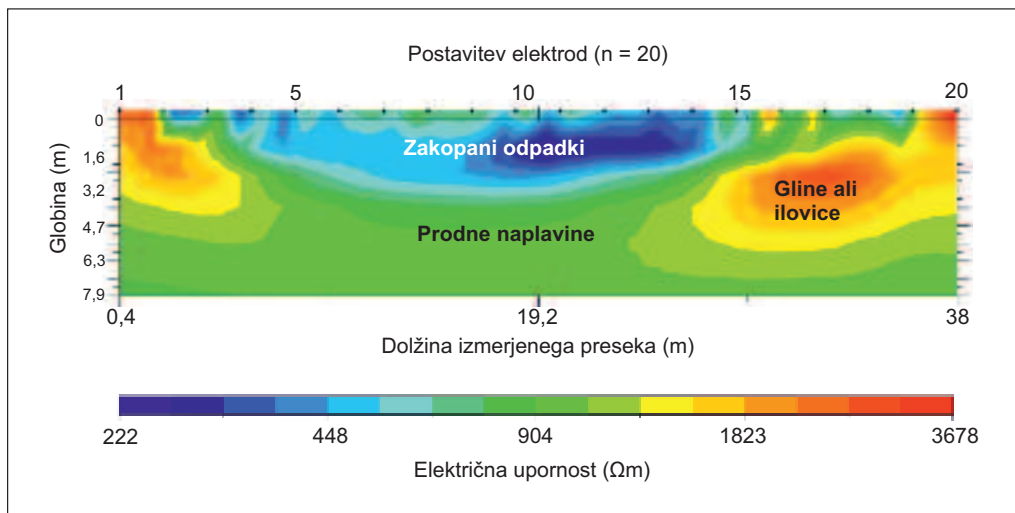 Postavitev elektrod (n = 20)
1 5 10 15 20
Globina (m)
0
1,6
3,2
4,7
6,3
7,9
Zakopani odpadki
Gline ali
ilovice
Prodne naplavine
0,4 19,2 38
Dolžina izmerjenega preseka (m)
222 448 904 1823 3678
Električna upornost (Ωm)